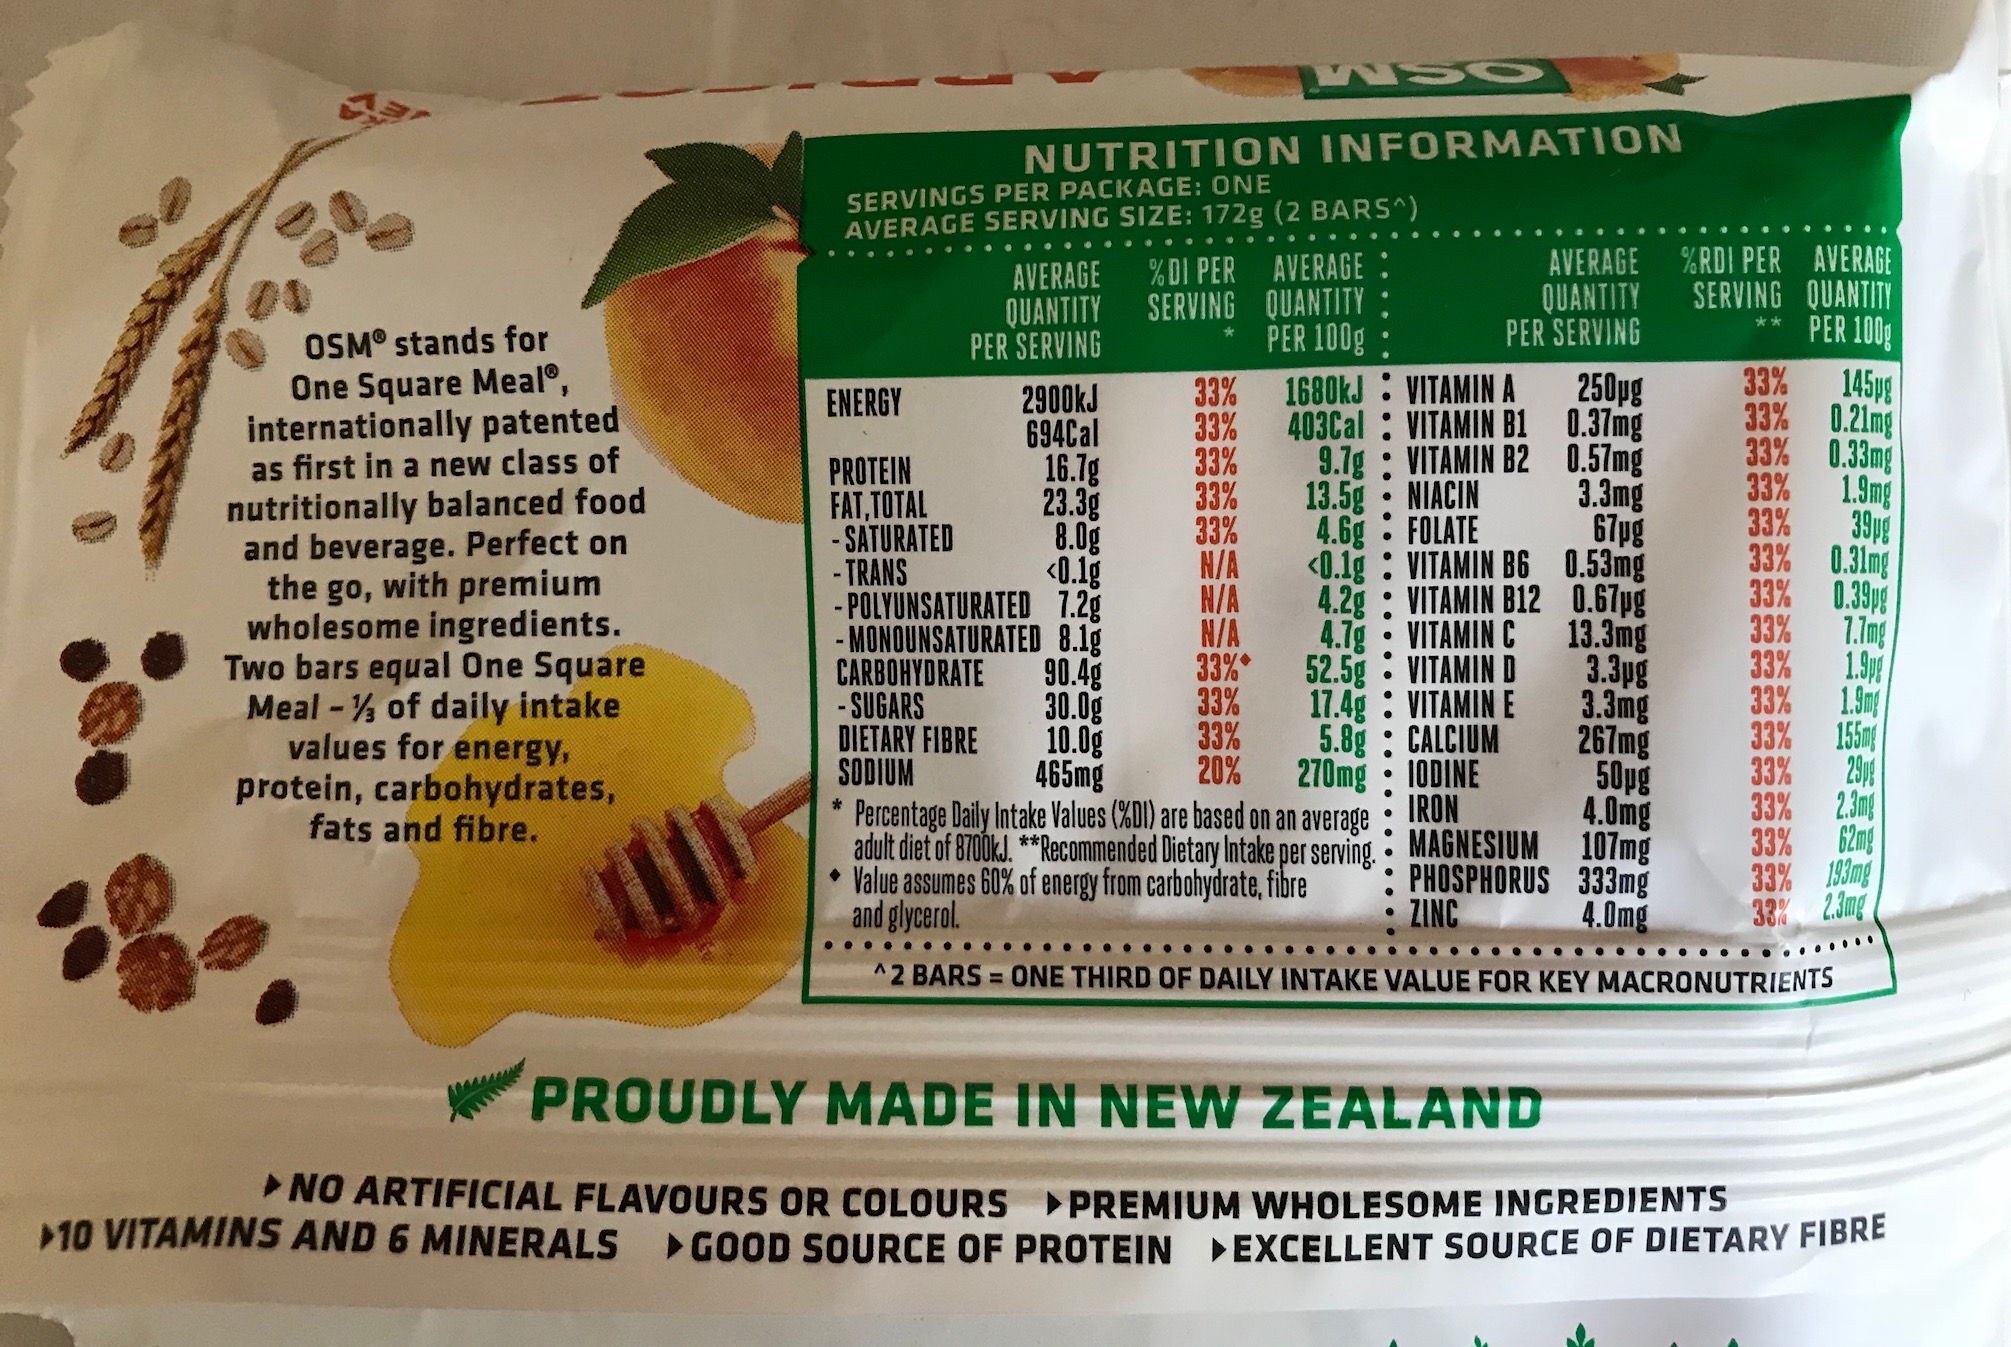 OSM
OSM® stands for
One Square Meal®,
internationally patented
as first in a new class of
nutritionally balanced food
and beverage. Perfect on
the go, with premium
wholesome ingredients.
Two bars equal One Square
Meal – ⅓ of daily intake
values for energy,
protein, carbohydrates,
fats and fibre.
NUTRITION INFORMATION
SERVINGS PER PACKAGE: ONE
AVERAGE SERVING SIZE: 172g (2 BARS^)
AVERAGE QUANTITY PER SERVING %DI PER SERVING * AVERAGE QUANTITY PER 100g
ENERGY 2900kJ 33% 1680kJ
694Cal 33% 403Cal
PROTEIN 16.7g 33% 9.7g
FAT,TOTAL 23.3g 33% 13.5g
- SATURATED 8.0g 33% 4.6g
- TRANS <0.1g N/A <0.1g
- POLYUNSATURATED 7.2g N/A 4.2g
- MONOUNSATURATED 8.1g N/A 4.7g
CARBOHYDRATE 90.4g 33%♦ 52.5g
- SUGARS 30.0g 33% 17.4g
DIETARY FIBRE 10.0g 33% 5.8g
SODIUM 465mg 20% 270mg
* Percentage Daily Intake Values (%DI) are based on an average
adult diet of 8700kJ. **Recommended Dietary Intake per serving.
♦ Value assumes 60% of energy from carbohydrate, fibre
and glycerol.
AVERAGE QUANTITY PER SERVING %RDI PER SERVING ** AVERAGE QUANTITY PER 100g
VITAMIN A 250µg 33% 145µg
VITAMIN B1 0.37mg 33% 0.21mg
VITAMIN B2 0.57mg 33% 0.33mg
NIACIN 3.3mg 33% 1.9mg
FOLATE 67µg 33% 39µg
VITAMIN B6 0.53mg 33% 0.31mg
VITAMIN B12 0.67µg 33% 0.39µg
VITAMIN C 13.3mg 33% 7.7mg
VITAMIN D 3.3µg 33% 1.9µg
VITAMIN E 3.3mg 33% 1.9mg
CALCIUM 267mg 33% 155mg
IODINE 50µg 33% 29µg
IRON 4.0mg 33% 2.3mg
MAGNESIUM 107mg 33% 62mg
PHOSPHORUS 333mg 33% 193mg
ZINC 4.0mg 33% 2.3mg
^2 BARS = ONE THIRD OF DAILY INTAKE VALUE FOR KEY MACRONUTRIENTS
PROUDLY MADE IN NEW ZEALAND
▸NO ARTIFICIAL FLAVOURS OR COLOURS ▸PREMIUM WHOLESOME INGREDIENTS
▸10 VITAMINS AND 6 MINERALS ▸GOOD SOURCE OF PROTEIN ▸EXCELLENT SOURCE OF DIETARY FIBRE